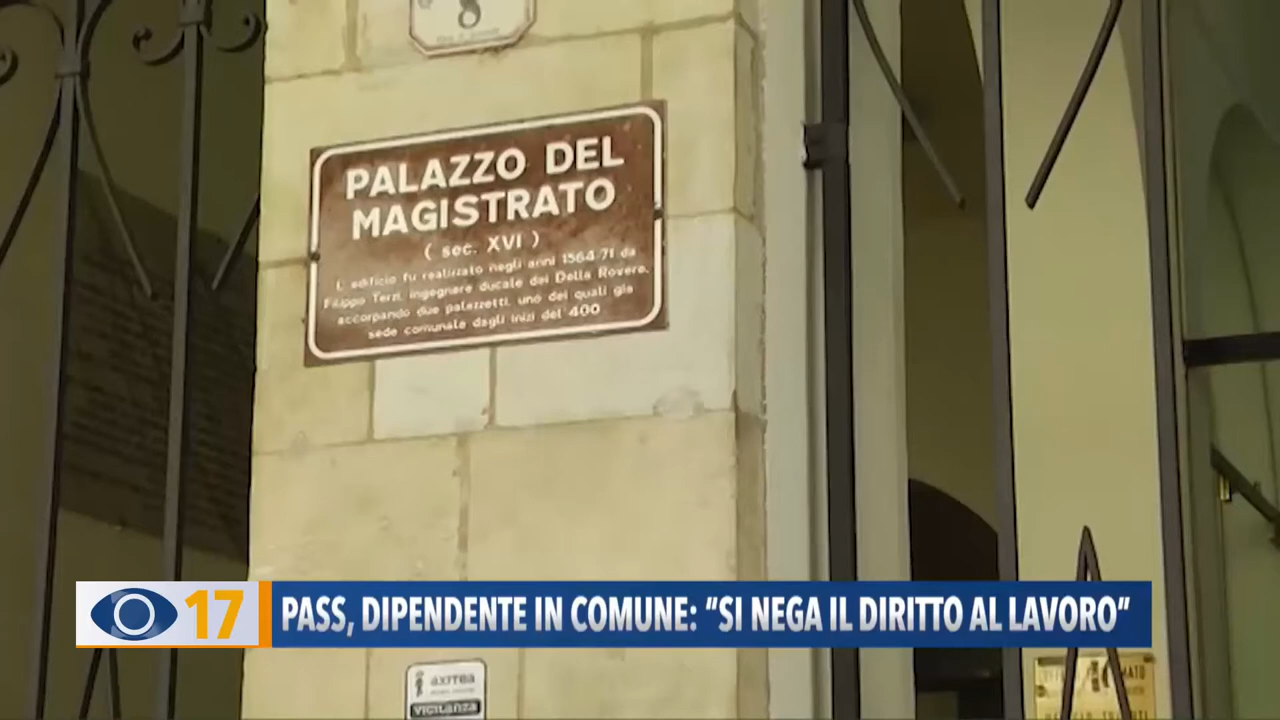 8
PALAZZO DEL
MAGISTRATO
( sec. XVI )
L' edificio fu realizzato negli anni 1564-71 da
Filippo Terzi, ingegnere ducale dei Della Rovere,
accorpando due palazzetti, uno dei quali gia
sede comunale dagli inizi del 400
17
PASS, DIPENDENTE IN COMUNE: “SI NEGA IL DIRITTO AL LAVORO”
axitea
vigilanza